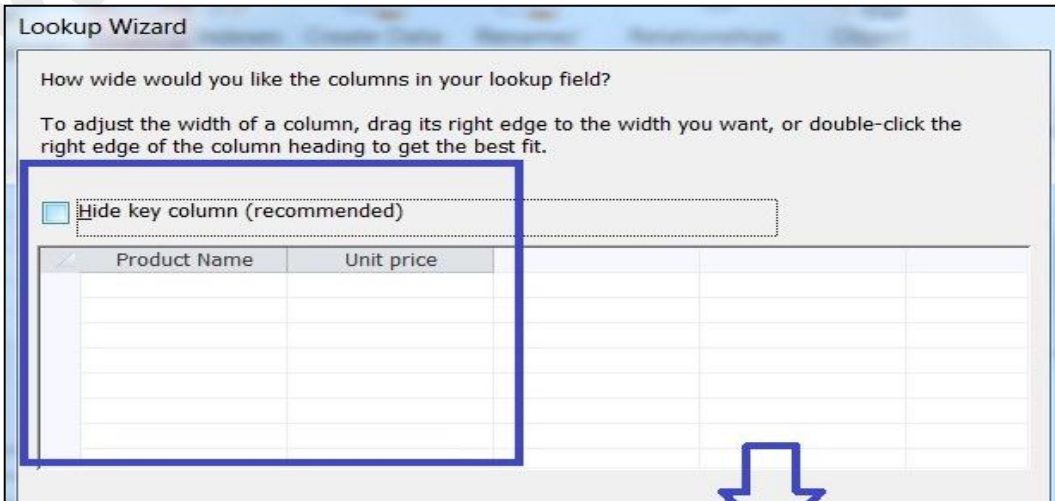 Lookup Wizard
How wide would you like the columns in your lookup field?
To adjust the width of a column, drag its right edge to the width you want, or double-click the
right edge of the column heading to get the best fit.
Hide key column (recommended)
Product Name Unit price